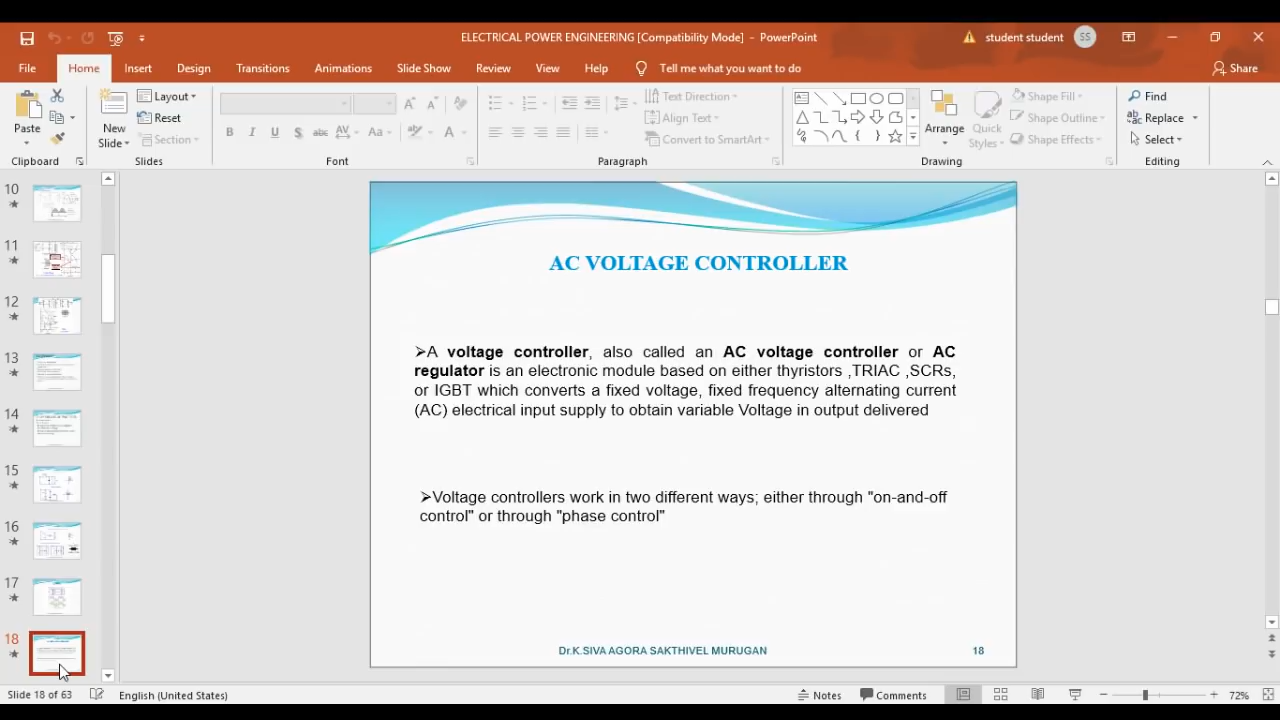 ELECTRICAL POWER ENGINEERING [Compatibility Mode] - PowerPoint
student student
SS
File Home Insert Design Transitions Animations Slide Show Review View Help Tell me what you want to do
Share
Paste
New Slide
Layout
Reset
Section
B I U S abc AV Aa A
Text Direction
Align Text
Convert to SmartArt
Arrange
Quick Styles
Shape Fill
Shape Outline
Shape Effects
Find
Replace
Select
Clipboard Slides Font Paragraph Drawing Editing
10
11
12
13
14
15
16
17
18
AC VOLTAGE CONTROLLER
➢A voltage controller, also called an AC voltage controller or AC
regulator is an electronic module based on either thyristors ,TRIAC ,SCRs,
or IGBT which converts a fixed voltage, fixed frequency alternating current
(AC) electrical input supply to obtain variable Voltage in output delivered
➢Voltage controllers work in two different ways; either through "on-and-off
control" or through "phase control"
Dr.K.SIVA AGORA SAKTHIVEL MURUGAN
18
Slide 18 of 63 English (United States) Notes Comments 72%